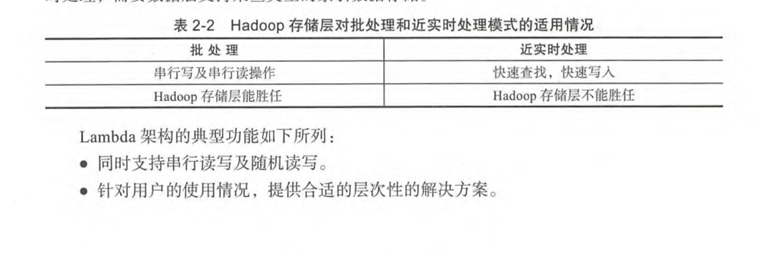 表 2-2 Hadoop 存储层对批处理和近实时处理模式的适用情况
批 处 理 近实时处理
串行写及串行读操作 快速查找，快速写入
Hadoop 存储层能胜任 Hadoop 存储层不能胜任
Lambda 架构的典型功能如下所列：
● 同时支持串行读写及随机读写。
● 针对用户的使用情况，提供合适的层次性的解决方案。